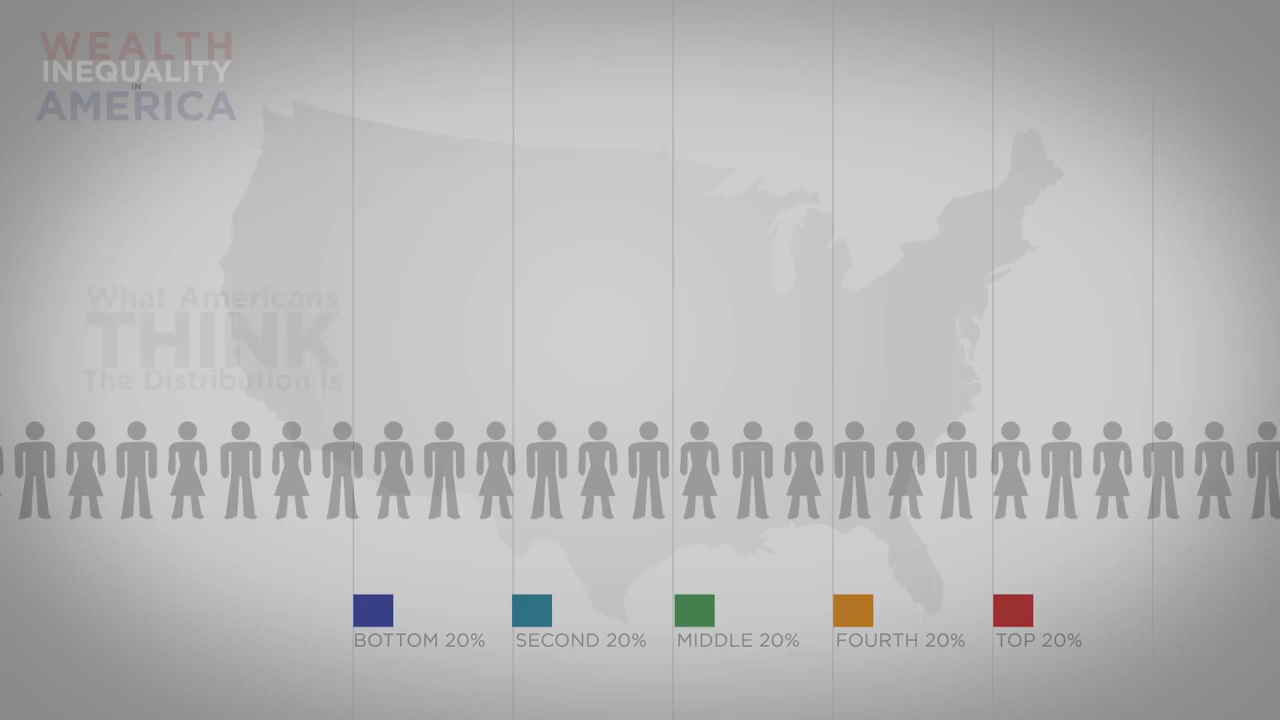 WEALTH
INEQUALITY
IN
AMERICA
What Americans
THINK
The Distribution Is
BOTTOM 20%
SECOND 20%
MIDDLE 20%
FOURTH 20%
TOP 20%